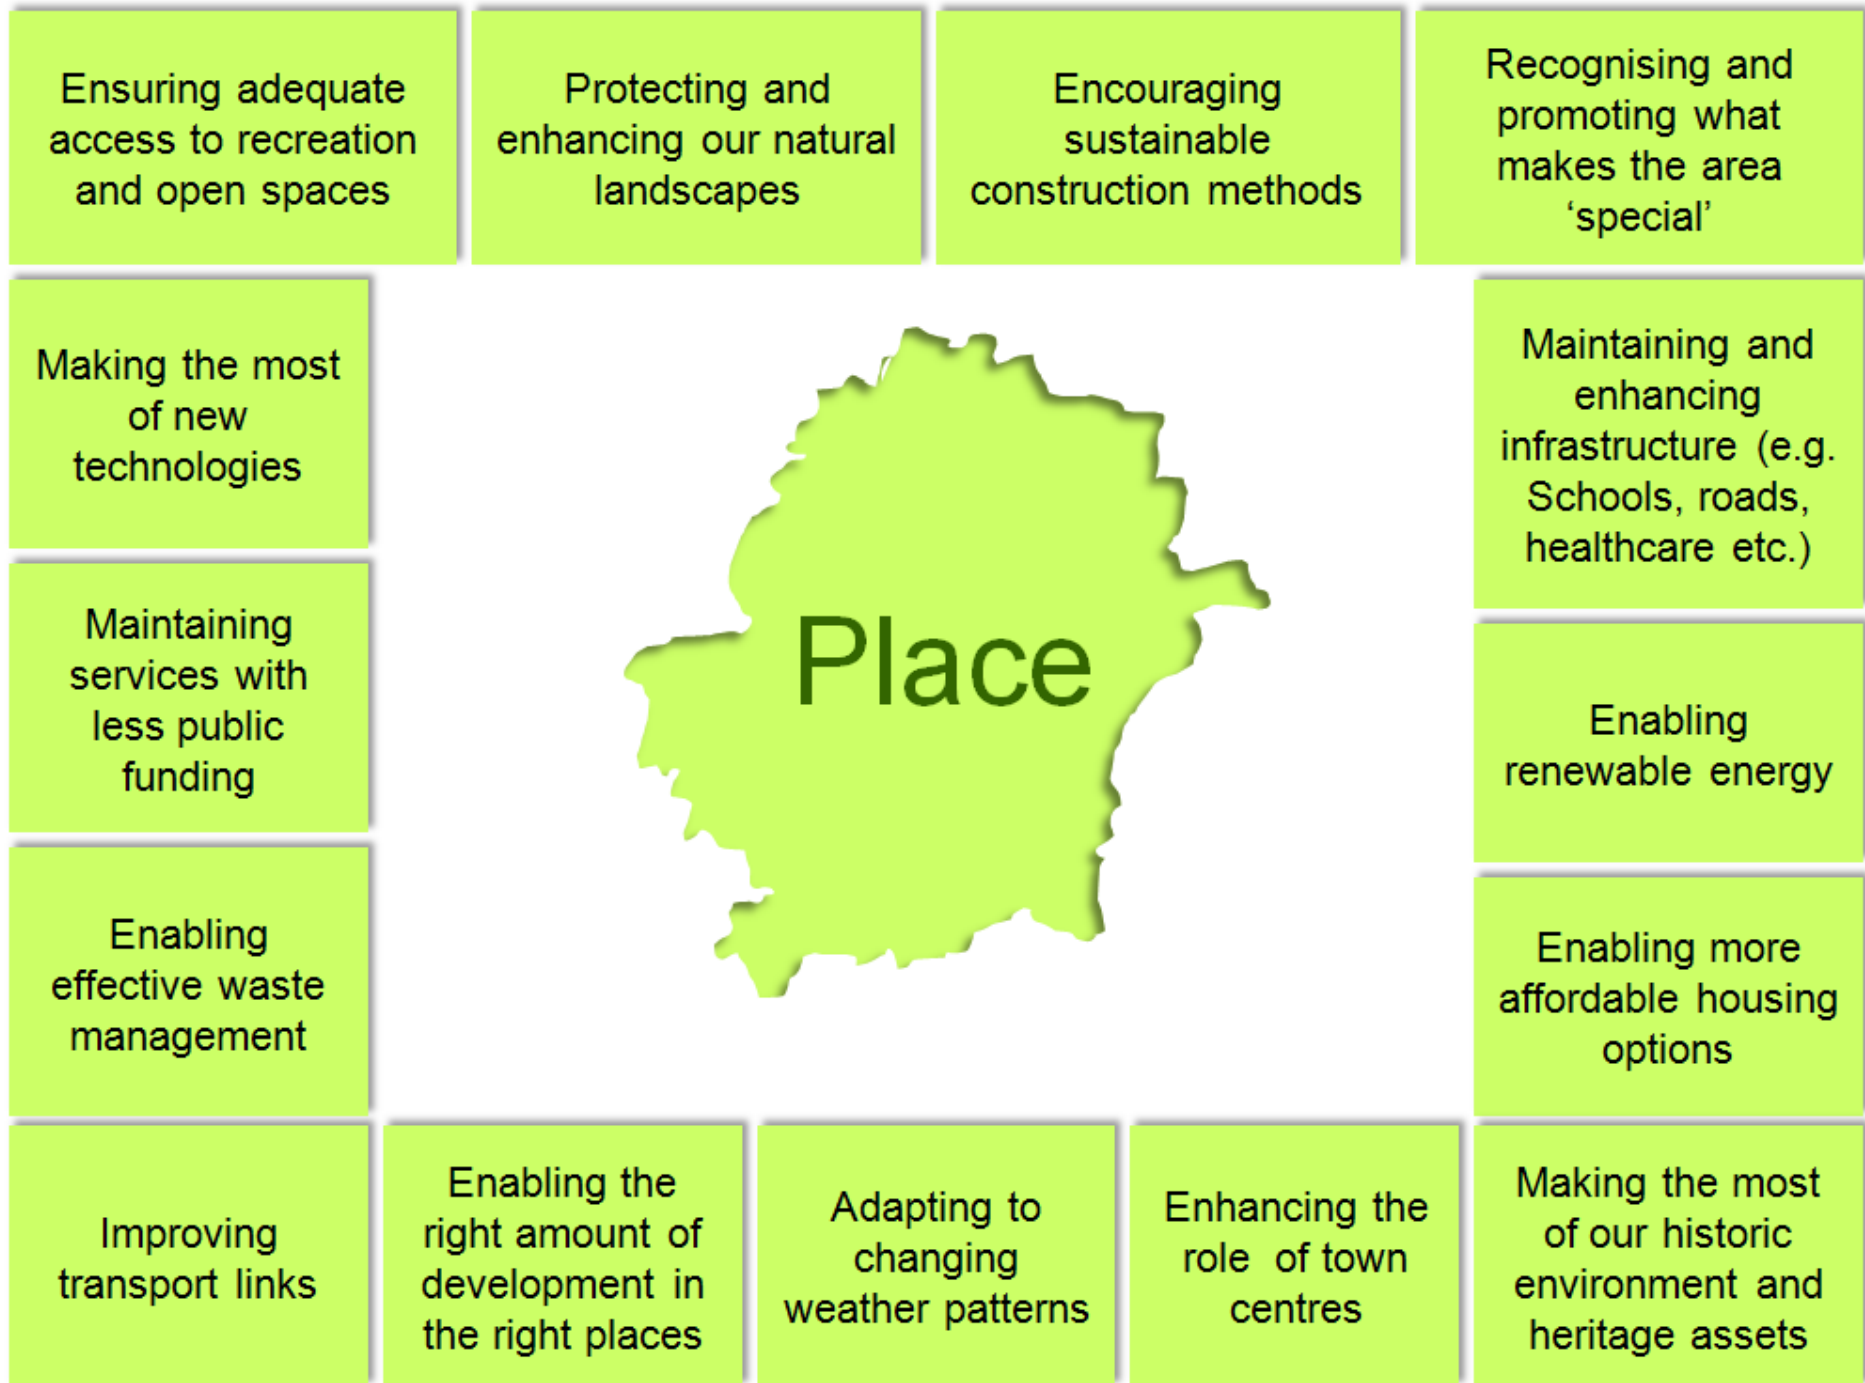 Ensuring adequate
access to recreation
and open spaces
Protecting and
enhancing our natural
landscapes
Encouraging
sustainable
construction methods
Recognising and
promoting what
makes the area
‘special’
Making the most
of new
technologies
Maintaining and
enhancing
infrastructure (e.g.
Schools, roads,
healthcare etc.)
Maintaining
services with
less public
funding
Place
Enabling
renewable energy
Enabling
effective waste
management
Enabling more
affordable housing
options
Improving
transport links
Enabling the
right amount of
development in
the right places
Adapting to
changing
weather patterns
Enhancing the
role of town
centres
Making the most
of our historic
environment and
heritage assets